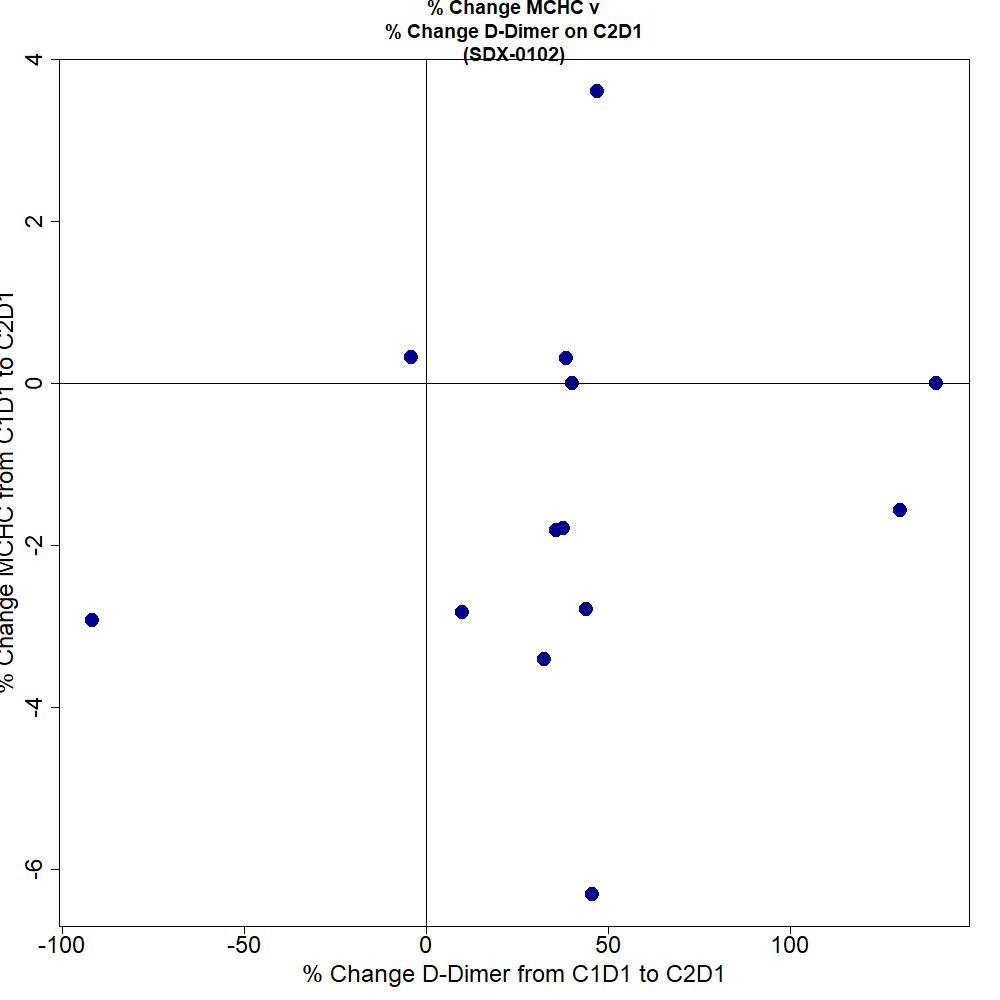 % Change MCHC v
% Change D-Dimer on C2D1
(SDX-0102)
% Change MCHC from C1D1 to C2D1
4
2
0
-2
-4
-6
-100
-50
0
50
100
% Change D-Dimer from C1D1 to C2D1